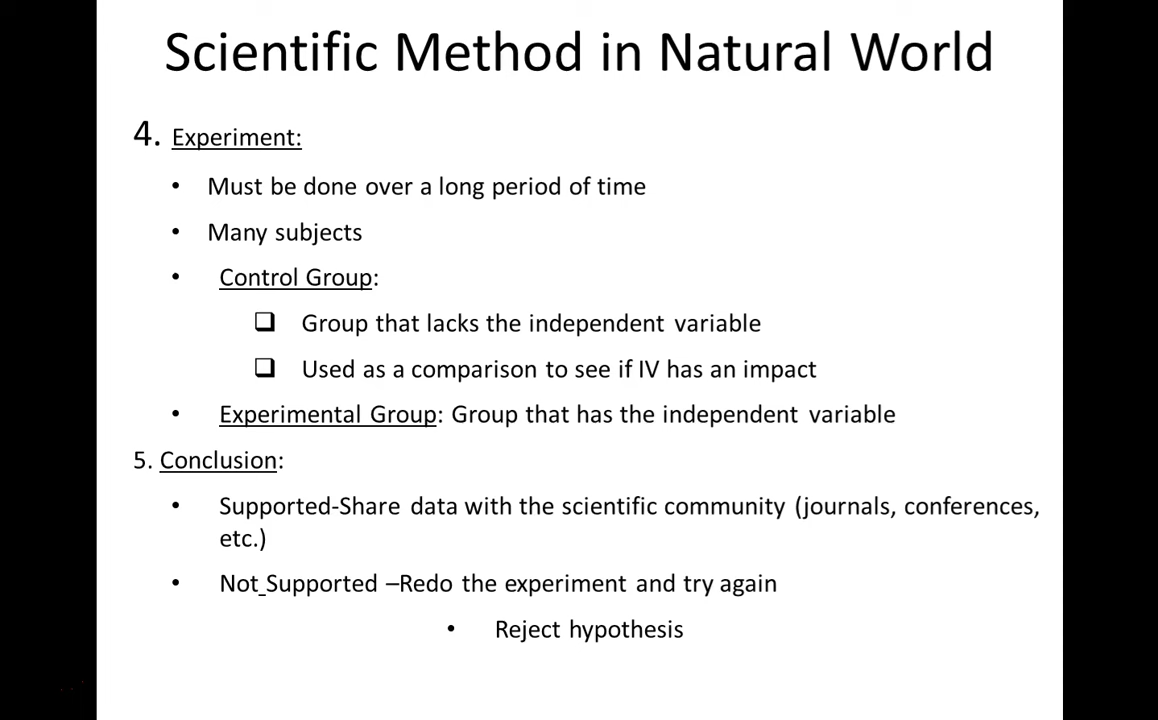 Scientific Method in Natural World
4. Experiment:
• Must be done over a long period of time
• Many subjects
• Control Group:
❑ Group that lacks the independent variable
❑ Used as a comparison to see if IV has an impact
• Experimental Group: Group that has the independent variable
5. Conclusion:
• Supported-Share data with the scientific community (journals, conferences,
etc.)
• Not Supported –Redo the experiment and try again
• Reject hypothesis